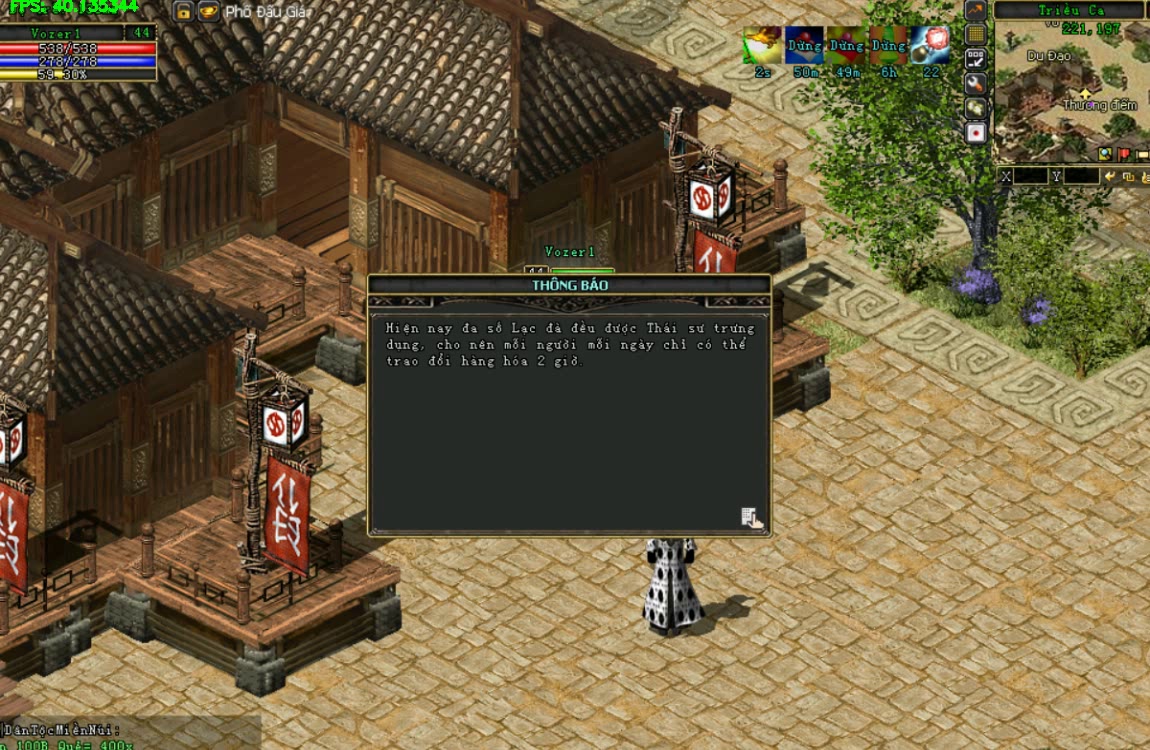 FPS: 40.135344
Phố Đấu Giá
Triều Ca
Vozer1 44
221,197
538/538
278/278
59.30%
Dừng Dừng Dừng
2s 50m 49m 6h 22
Du Đạo
Thương điếm
X Y
Vozer1
44
THÔNG BÁO
Hiện nay đa số Lạc đà đều được Thái sư trưng
dụng, cho nên mỗi người mỗi ngày chỉ có thể
trao đổi hàng hóa 2 giờ.
DânTộcMiềnNúi:
100B Quê= 400x